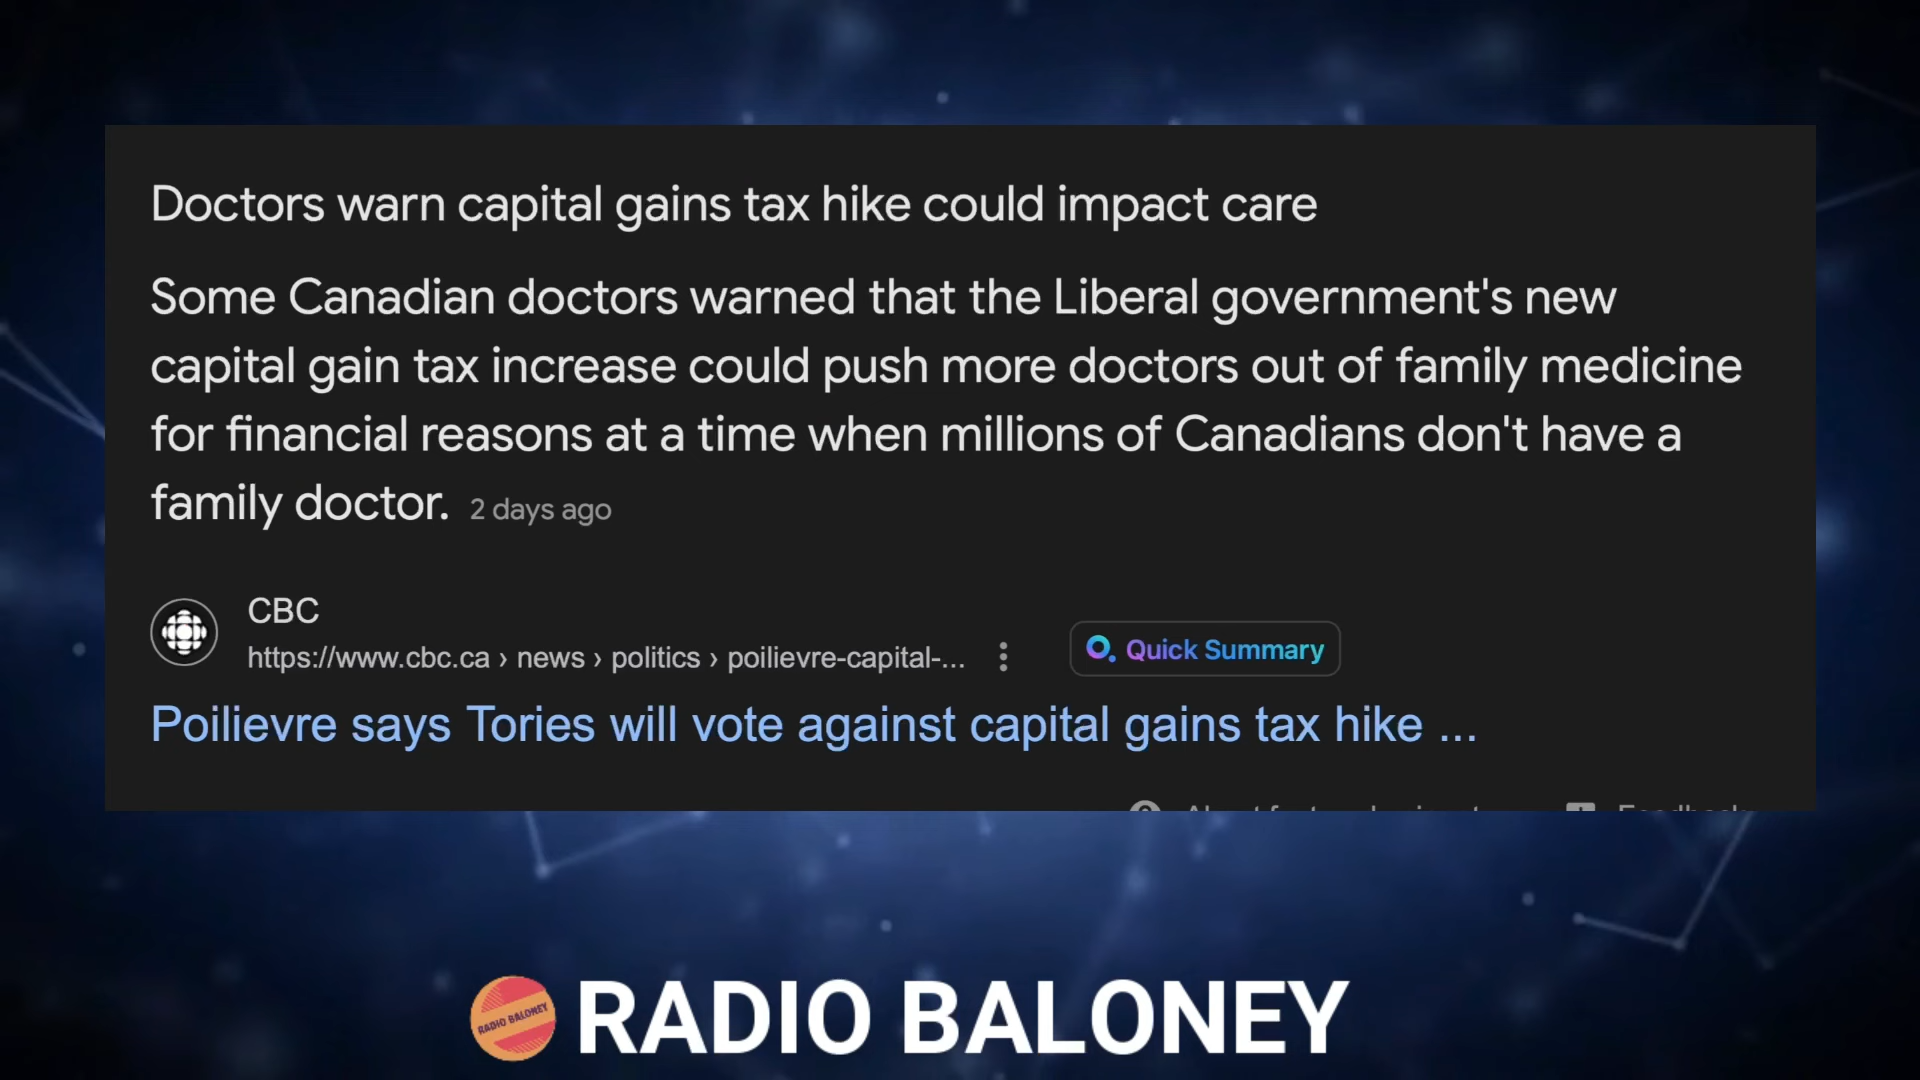 Doctors warn capital gains tax hike could impact care
Some Canadian doctors warned that the Liberal government's new
capital gain tax increase could push more doctors out of family medicine
for financial reasons at a time when millions of Canadians don't have a
family doctor. 2 days ago
CBC
https://www.cbc.ca › news › politics › poilievre-capital-...
Quick Summary
Poilievre says Tories will vote against capital gains tax hike ...
RADIO BALONEY
RADIO BALONEY